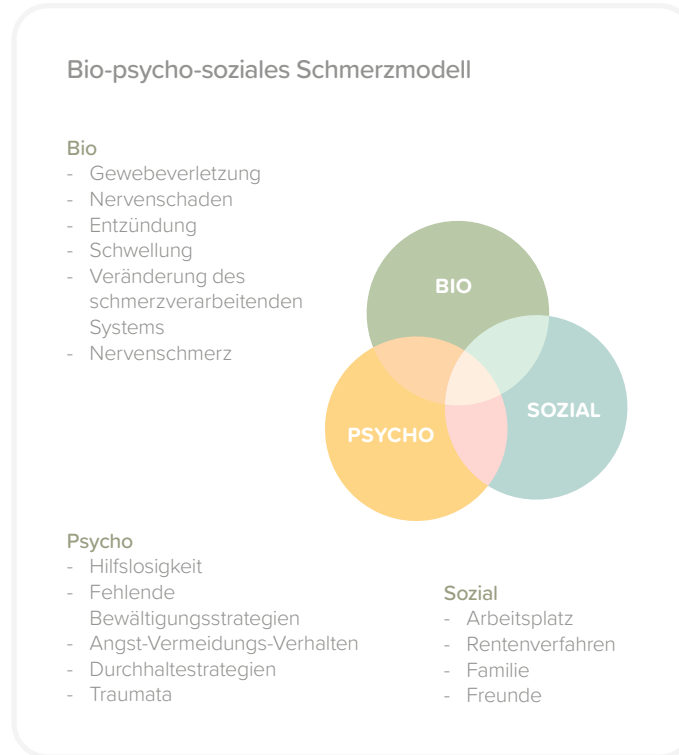 Bio-psycho-soziales Schmerzmodell
Bio
- Gewebeverletzung
- Nervenschaden
- Entzündung
- Schwellung
- Veränderung des
schmerzverarbeitenden
Systems
- Nervenschmerz
BIO
SOZIAL
PSYCHO
Psycho
- Hilfslosigkeit
- Fehlende
Bewältigungsstrategien
- Angst-Vermeidungs-Verhalten
- Durchhaltestrategien
- Traumata
Sozial
- Arbeitsplatz
- Rentenverfahren
- Familie
- Freunde